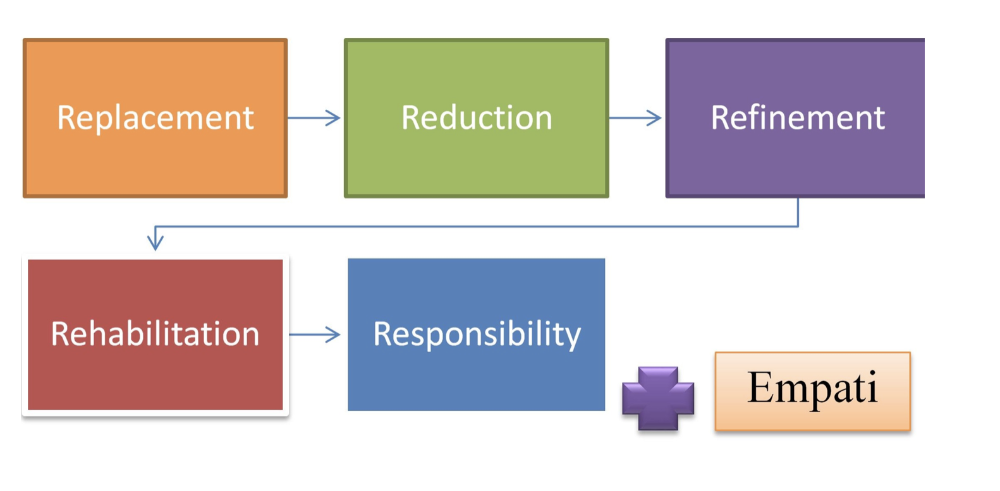 Replacement
Reduction
Refinement
Rehabilitation
Responsibility
Empati